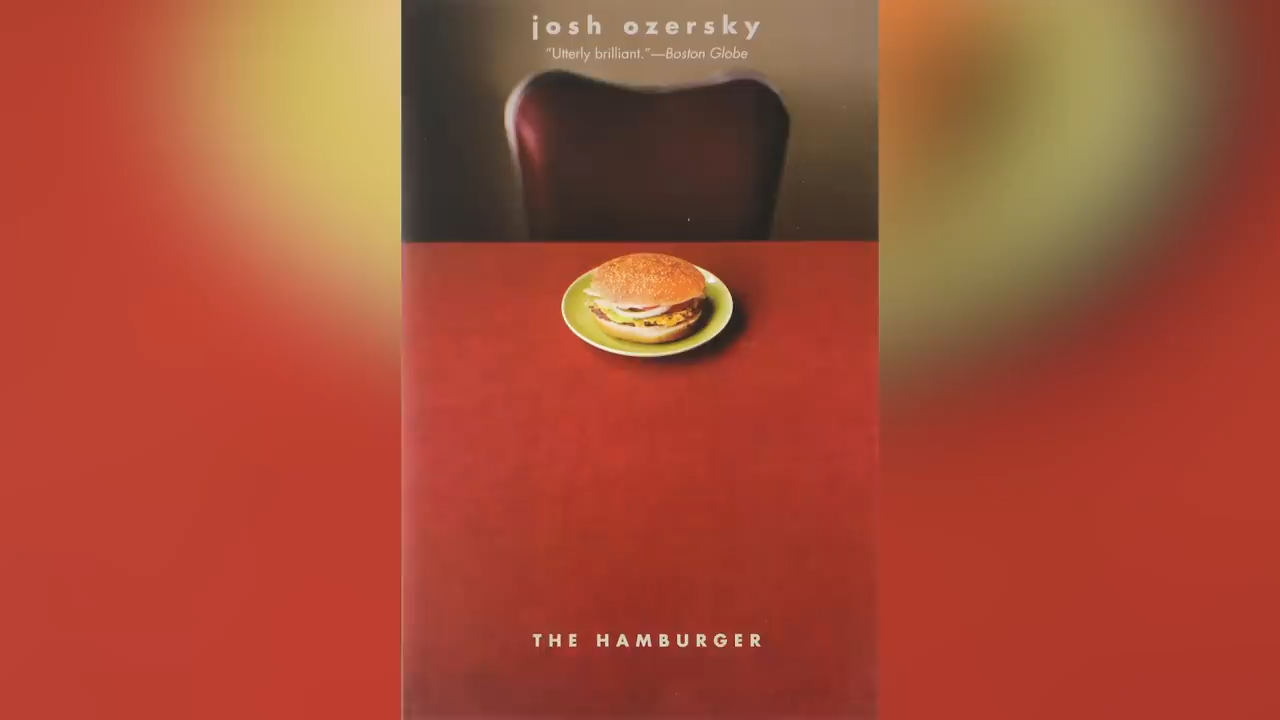 josh ozersky
“Utterly brilliant.”—Boston Globe
THE HAMBURGER